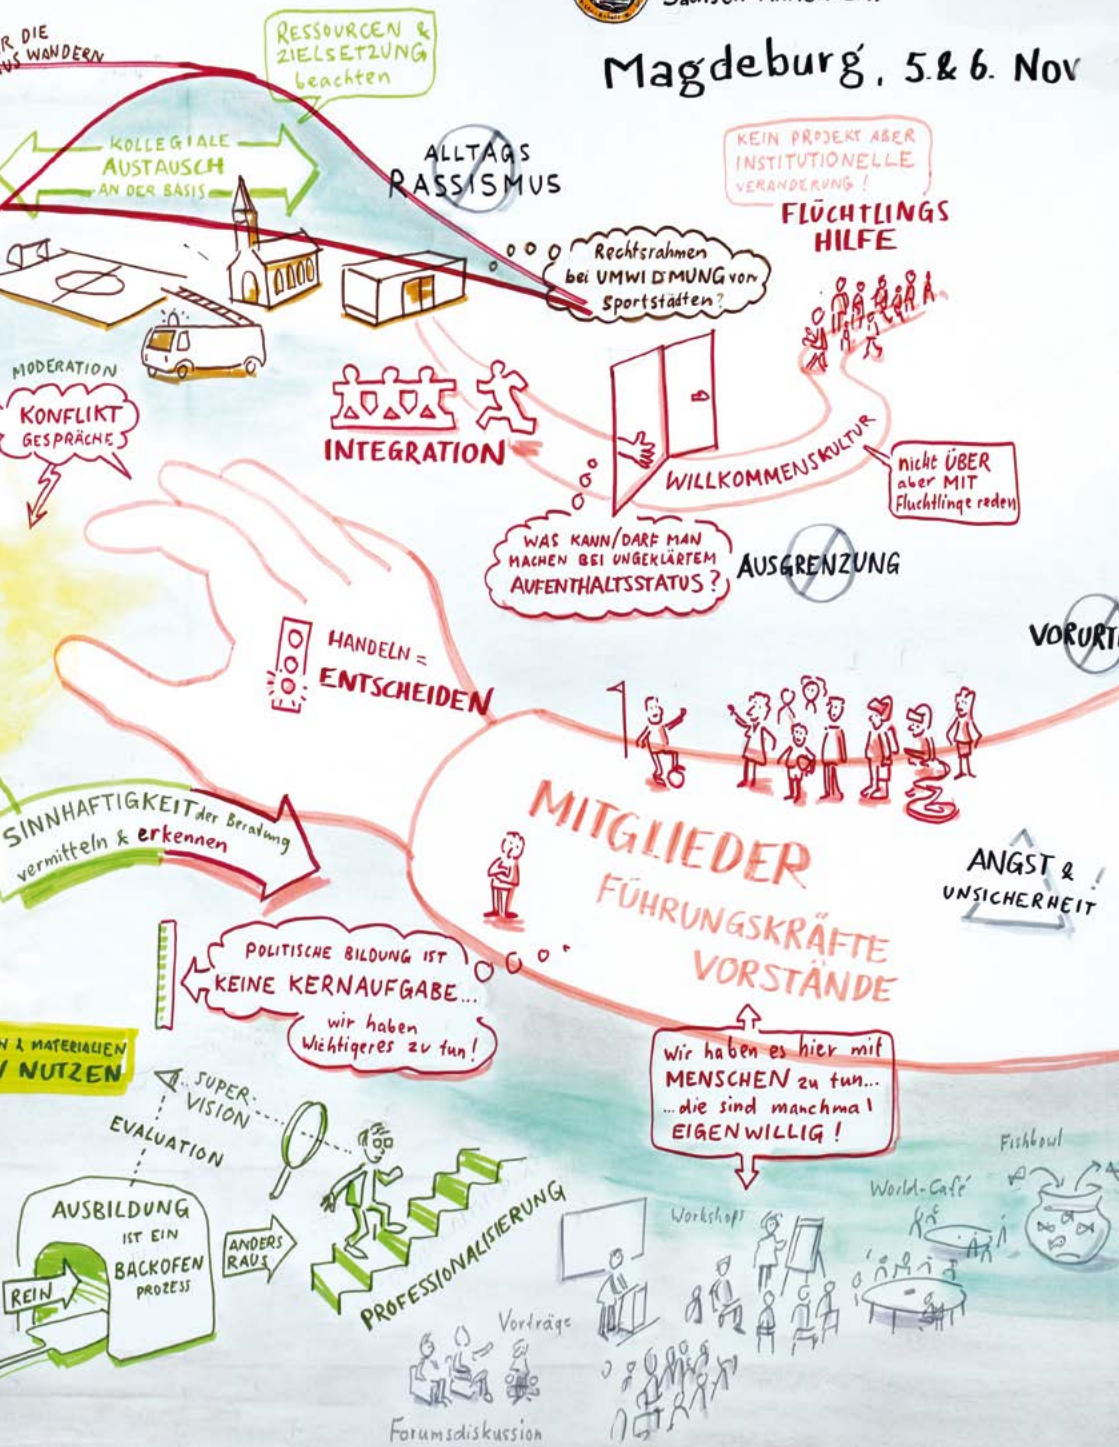 Magdeburg, 5.& 6. Nov
DIE
WANDERN
RESSOURCEN &
ZIELSETZUNG
beachten
KOLLEGIALE
AUSTAUSCH
AN DER BASIS
ALLTAGS
RASSISMUS
KEIN PROJEKT ABER
INSTITUTIONELLE
VERANDERUNG!
FLÜCHTLINGS
HILFE
Rechtsrahmen
bei UMWIDMUNG von
Sportstädten?
MODERATION
KONFLIKT
GESPRÄCHE
INTEGRATION
WILLKOMMENSKULTUR
nicht ÜBER
aber MIT
Fluchtlinge reden
WAS KANN/DARF MAN
MACHEN BEI UNGEKLÄRTEM
AUFENTHALTSSTATUS?
AUSGRENZUNG
HANDELN =
ENTSCHEIDEN
SINNHAFTIGKEIT der Beratung
vermitteln & erkennen
MITGLIEDER
FÜHRUNGSKRÄFTE
VORSTÄNDE
ANGST &
UNSICHERHEIT!
POLITISCHE BILDUNG IST
KEINE KERNAUFGABE...
wir haben
Wichtigeres zu tun!
& MATERIALIEN
NUTZEN
Wir haben es hier mit
MENSCHEN zu tun...
...die sind manchmal
EIGENWILLIG!
SUPER-
VISION
EVALUATION
AUSBILDUNG
IST EIN
BACKOFEN
PROZESS
REIN
ANDERS
RAUS
PROFESSIONALISIERUNG
Workshops
World-Café
Fishbowl
Vorträge
Forumsdiskussion